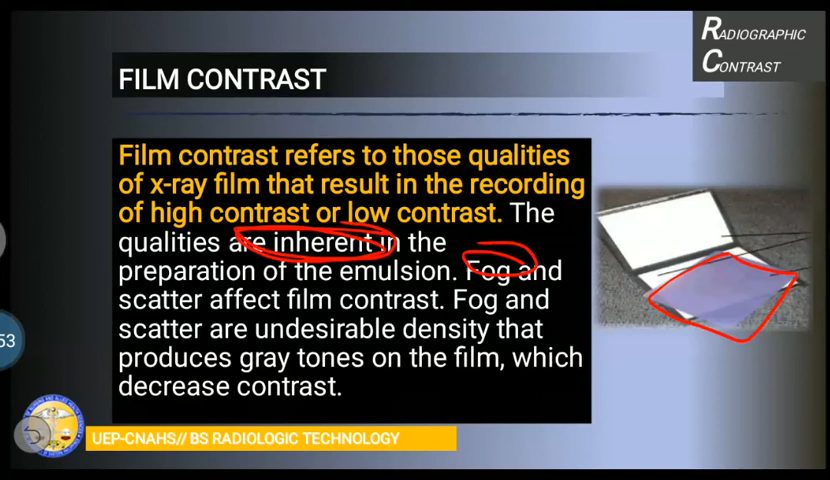 RADIOGRAPHIC
CONTRAST
FILM CONTRAST
Film contrast refers to those qualities
of x-ray film that result in the recording
of high contrast or low contrast. The
qualities are inherent in the
preparation of the emulsion. Fog and
scatter affect film contrast. Fog and
scatter are undesirable density that
produces gray tones on the film, which
decrease contrast.
53
UEP-CNAHS// BS RADIOLOGIC TECHNOLOGY